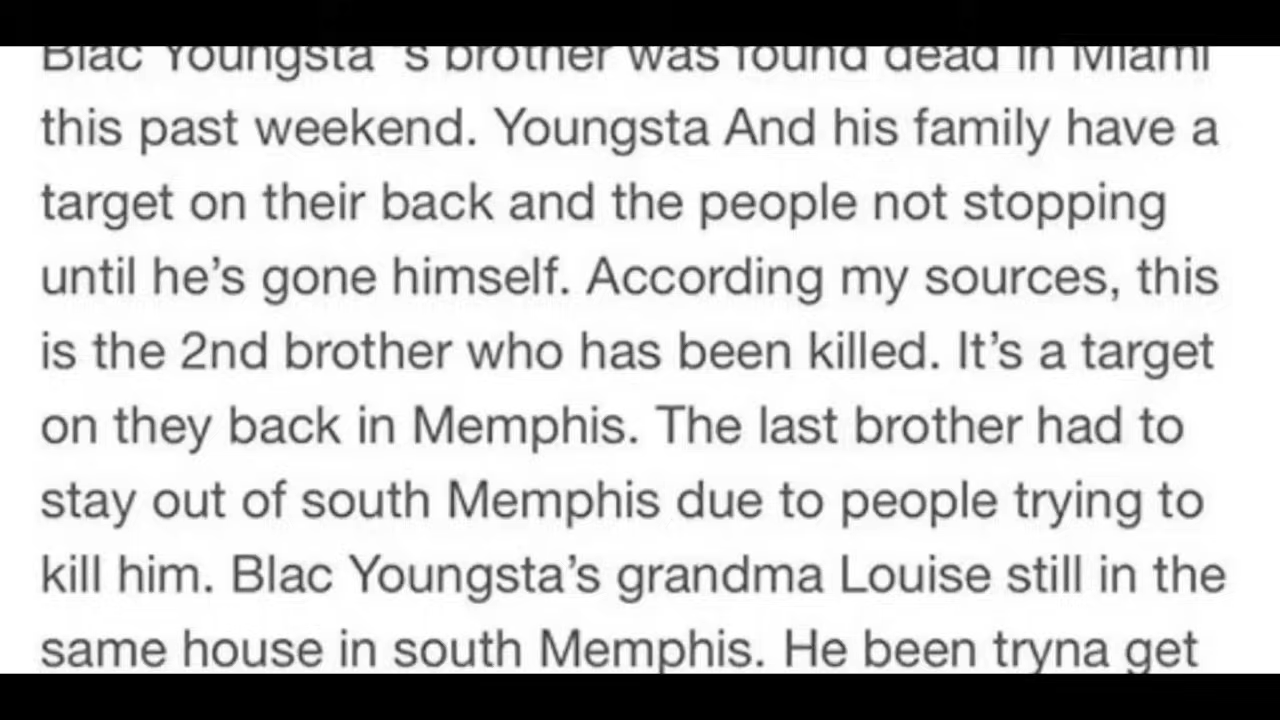 Blac Youngsta 's brother was found dead in Miami
this past weekend. Youngsta And his family have a
target on their back and the people not stopping
until he’s gone himself. According my sources, this
is the 2nd brother who has been killed. It’s a target
on they back in Memphis. The last brother had to
stay out of south Memphis due to people trying to
kill him. Blac Youngsta’s grandma Louise still in the
same house in south Memphis. He been tryna get